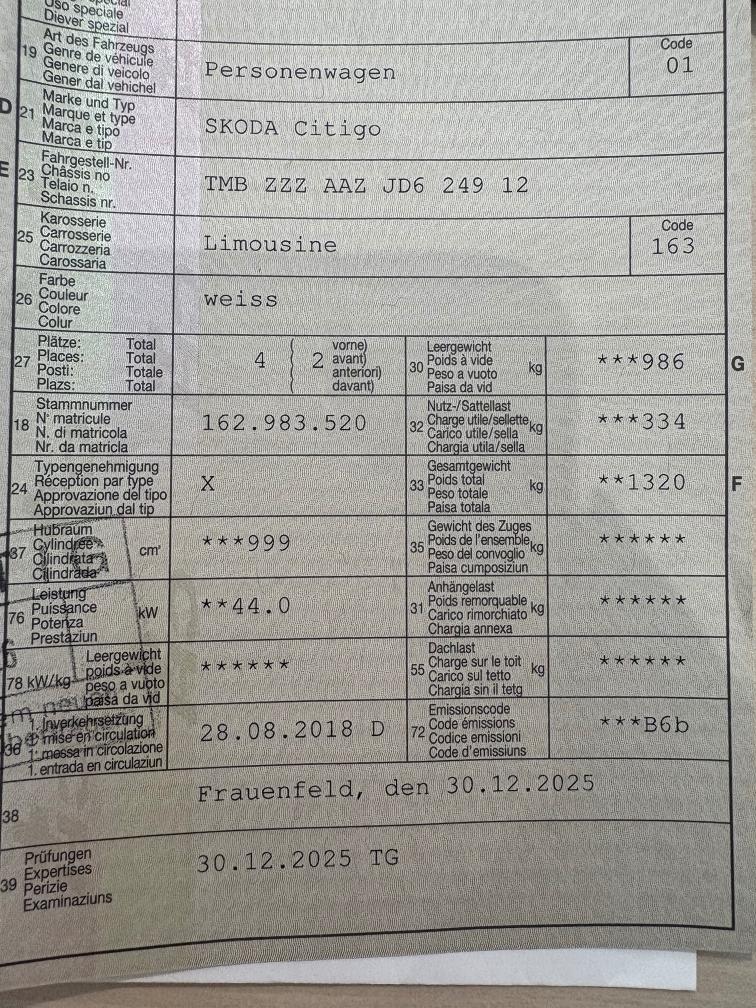 Uso speciale
Diever spezial
19 Art des Fahrzeugs
Genre de véhicule
Genere di veicolo
Gener dal vehichel
Personenwagen
Code
01
D 21 Marke und Typ
Marque et type
Marca e tipo
Marca e tip
SKODA Citigo
E 23 Fahrgestell-Nr.
Châssis no
Telaio n.
Schassis nr.
TMB ZZZ AAZ JD6 249 12
25 Karosserie
Carrosserie
Carrozzeria
Carossaria
Limousine
Code
163
26 Farbe
Couleur
Colore
Colur
weiss
27 Plätze: Total
Places: Total
Posti: Totale
Plazs: Total
4 ( 2 vorne)
avant)
anteriori)
davant)
30 Leergewicht
Poids à vide
Peso a vuoto
Paisa da vid
kg
***986
G
18 Stammnummer
N° matricule
N. di matricola
Nr. da matricla
162.983.520
32 Nutz-/Sattellast
Charge utile/sellette
Carico utile/sella
Chargia utila/sella
kg
***334
24 Typengenehmigung
Réception par type
Approvazione del tipo
Approvaziun dal tip
X
33 Gesamtgewicht
Poids total
Peso totale
Paisa totala
kg
**1320
F
37 Hubraum
Cylindrée
Cilindrata
Cilindrada
cm³
***999
35 Gewicht des Zuges
Poids de l'ensemble
Peso del convoglio
Paisa cumposiziun
kg
******
76 Leistung
Puissance
Potenza
Prestaziun
kW
**44.0
31 Anhängelast
Poids remorquable
Carico rimorchiato
Chargia annexa
kg
******
78 kW/kg Leergewicht
poids à vide
peso a vuoto
paisa da vid
******
55 Dachlast
Charge sur le toit
Carico sul tetto
Chargia sin il tetg
kg
******
36 1. Inverkehrsetzung
1re mise en circulation
1a messa in circolazione
1. entrada en circulaziun
28.08.2018 D
72 Emissionscode
Code émissions
Codice emissioni
Code d'emissiuns
***B6b
38
Frauenfeld, den 30.12.2025
39 Prüfungen
Expertises
Perizie
Examinaziuns
30.12.2025 TG